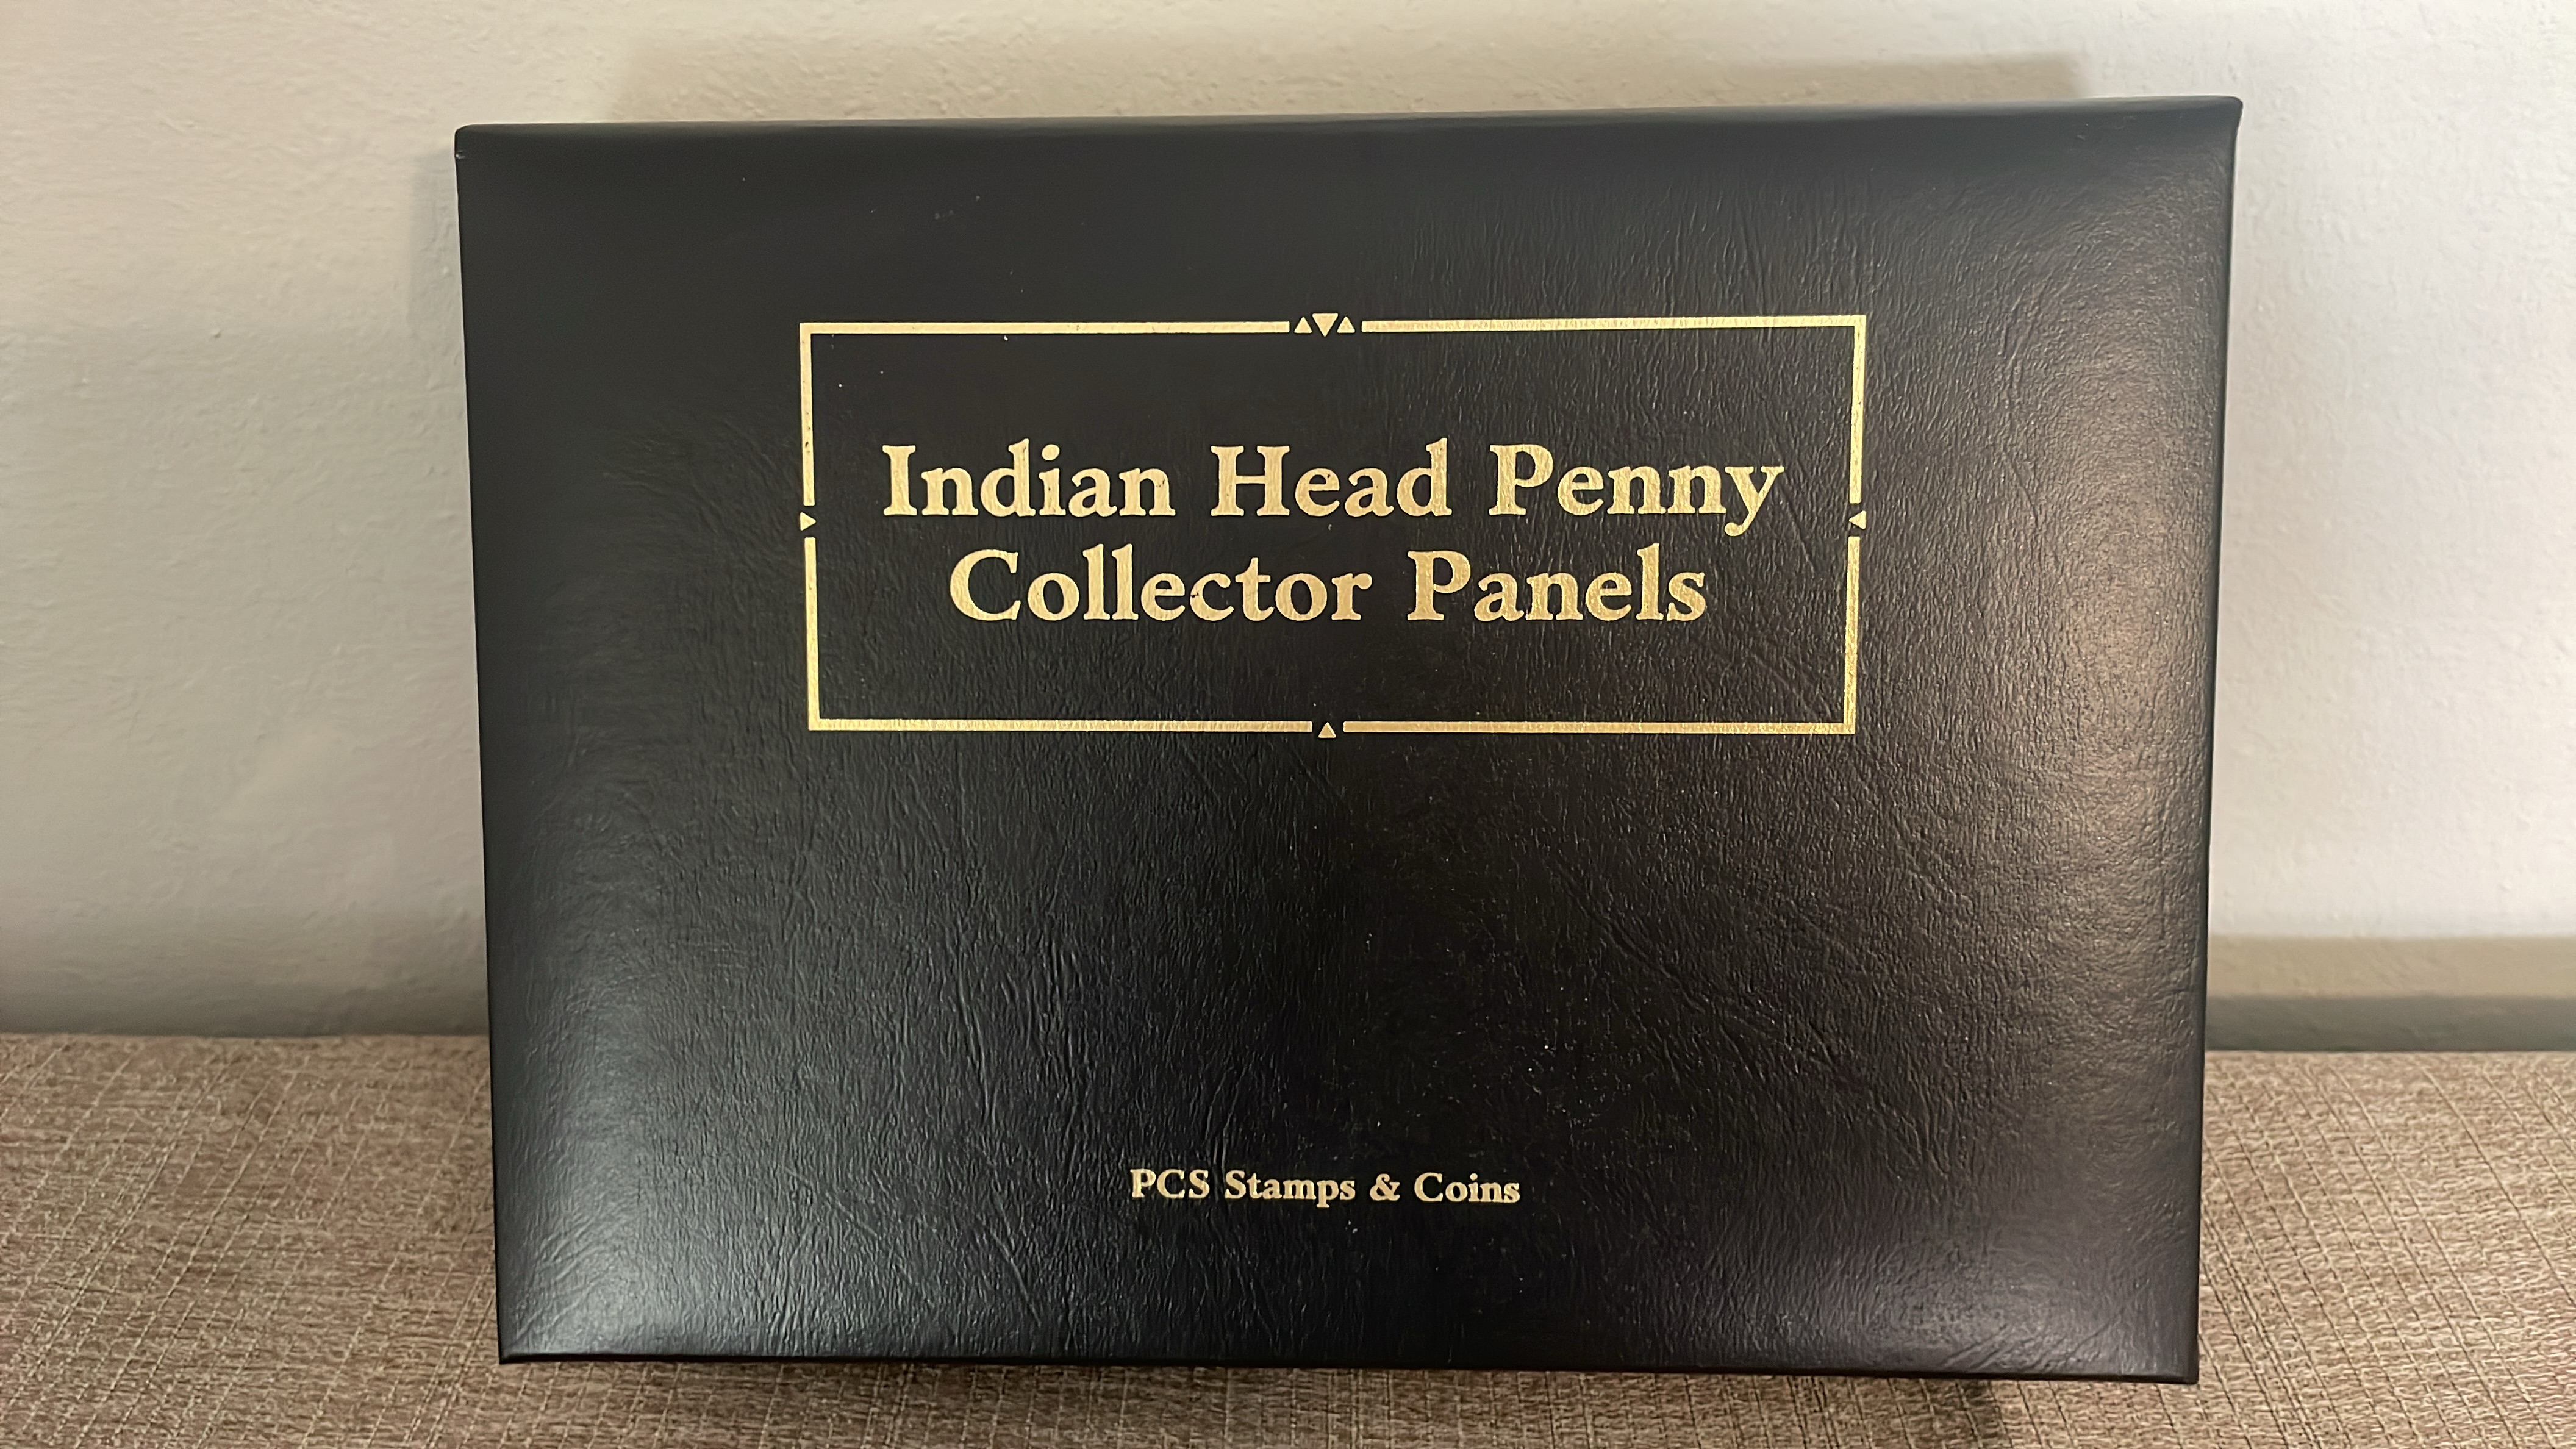 Indian Head Penny
Collector Panels
PCS Stamps & Coins